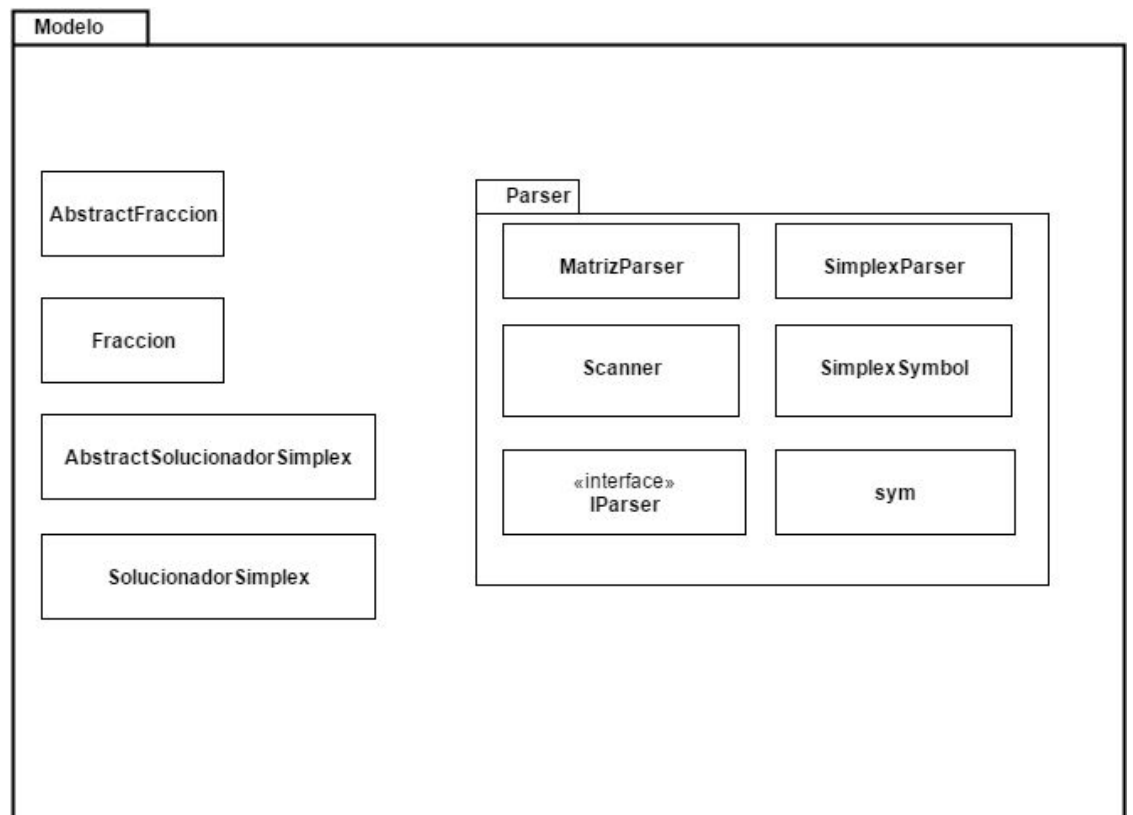 Modelo
AbstractFraccion
Fraccion
AbstractSolucionadorSimplex
SolucionadorSimplex
Parser
MatrizParser
SimplexParser
Scanner
SimplexSymbol
«interface»
IParser
sym